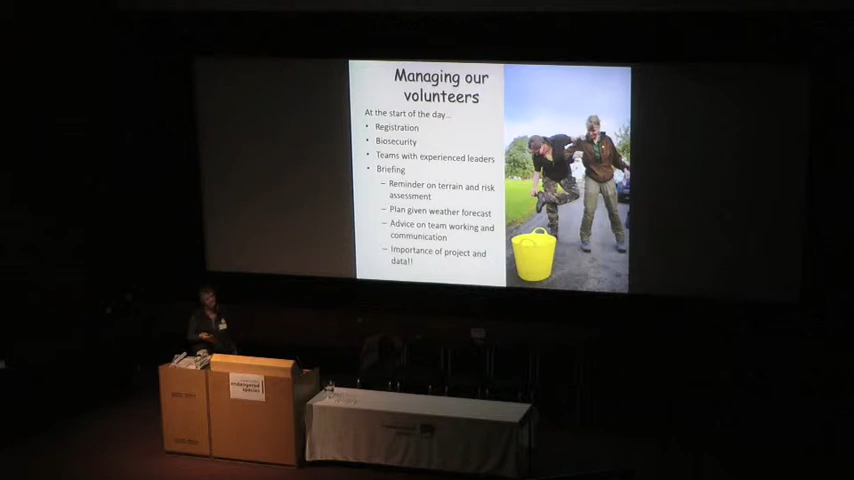 Managing our
volunteers
At the start of the day...
• Registration
• Biosecurity
• Teams with experienced leaders
• Briefing
– Reminder on terrain and risk
assessment
– Plan given weather forecast
– Advice on team working and
communication
– Importance of project and
data!!
endangered
species